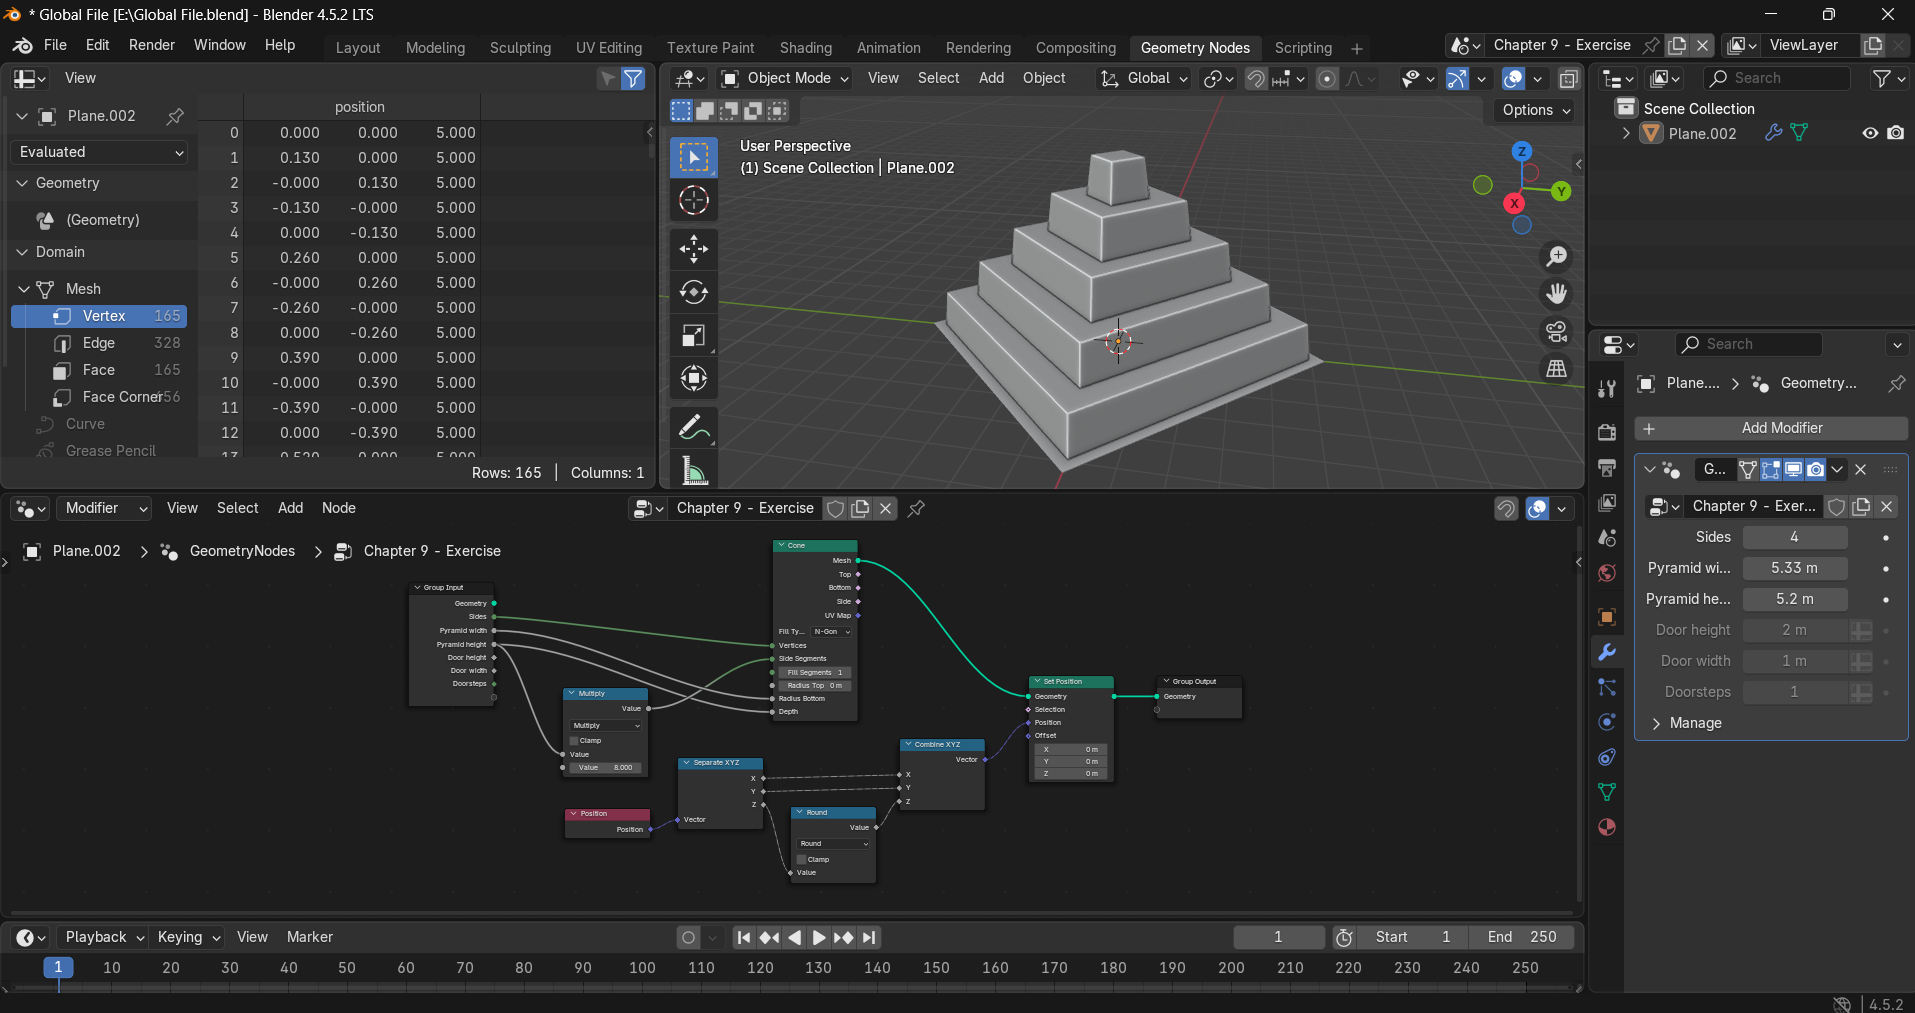 * Global File [E:\Global File.blend] - Blender 4.5.2 LTS
File Edit Render Window Help Layout Modeling Sculpting UV Editing Texture Paint Shading Animation Rendering Compositing Geometry Nodes Scripting + Chapter 9 - Exercise ViewLayer
View
Plane.002
Evaluated
Geometry
(Geometry)
Domain
Mesh
Vertex 165
Edge 328
Face 165
Face Corner 656
Curve
Grease Pencil
position
0 0.000 0.000 5.000
1 0.130 0.000 5.000
2 -0.000 0.130 5.000
3 -0.130 -0.000 5.000
4 0.000 -0.130 5.000
5 0.260 0.000 5.000
6 -0.000 0.260 5.000
7 -0.260 -0.000 5.000
8 0.000 -0.260 5.000
9 0.390 0.000 5.000
10 -0.000 0.390 5.000
11 -0.390 -0.000 5.000
12 0.000 -0.390 5.000
13 0.520 0.000 5.000
Rows: 165 | Columns: 1
Object Mode View Select Add Object Global
Options
User Perspective
(1) Scene Collection | Plane.002
Z
Y
X
Search
Scene Collection
Plane.002
Search
Plane.... > Geometry...
+ Add Modifier
G...
Chapter 9 - Exer...
Sides 4
Pyramid wi... 5.33 m
Pyramid he... 5.2 m
Door height 2 m
Door width 1 m
Doorsteps 1
Manage
Modifier View Select Add Node Chapter 9 - Exercise
Plane.002 > GeometryNodes > Chapter 9 - Exercise
Group Input
Geometry
Sides
Pyramid width
Pyramid height
Door height
Door width
Doorsteps
Multiply
Value
Multiply
Clamp
Value
Value 8.000
Position
Position
Separate XYZ
X
Y
Z
Vector
Cone
Mesh
Top
Bottom
Side
UV Map
Fill Ty... N-Gon
Vertices
Side Segments
Fill Segments 1
Radius Top 0 m
Radius Bottom
Depth
Round
Value
Round
Clamp
Value
Combine XYZ
Vector
X
Y
Z
Set Position
Geometry
Selection
Position
Offset
X 0 m
Y 0 m
Z 0 m
Group Output
Geometry
Playback Keying View Marker 1 Start 1 End 250
1 10 20 30 40 50 60 70 80 90 100 110 120 130 140 150 160 170 180 190 200 210 220 230 240 250
4.5.2